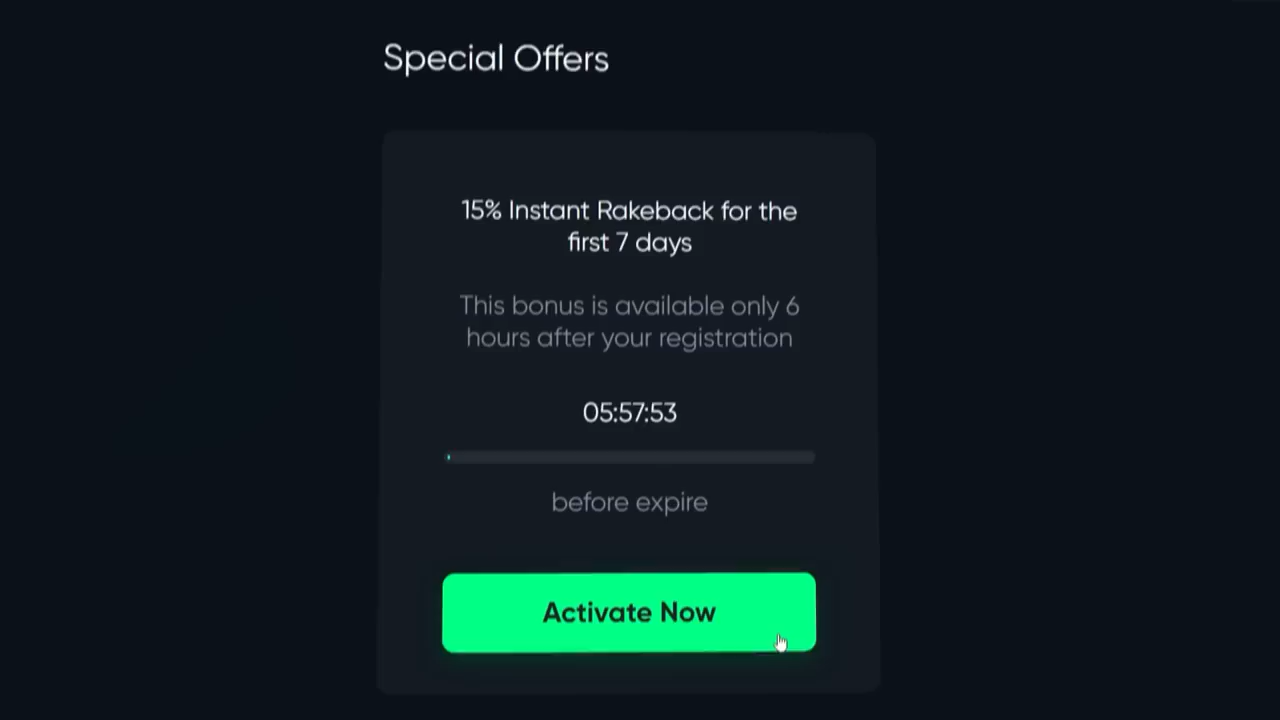 Special Offers
15% Instant Rakeback for the
first 7 days
This bonus is available only 6
hours after your registration
05:57:53
before expire
Activate Now